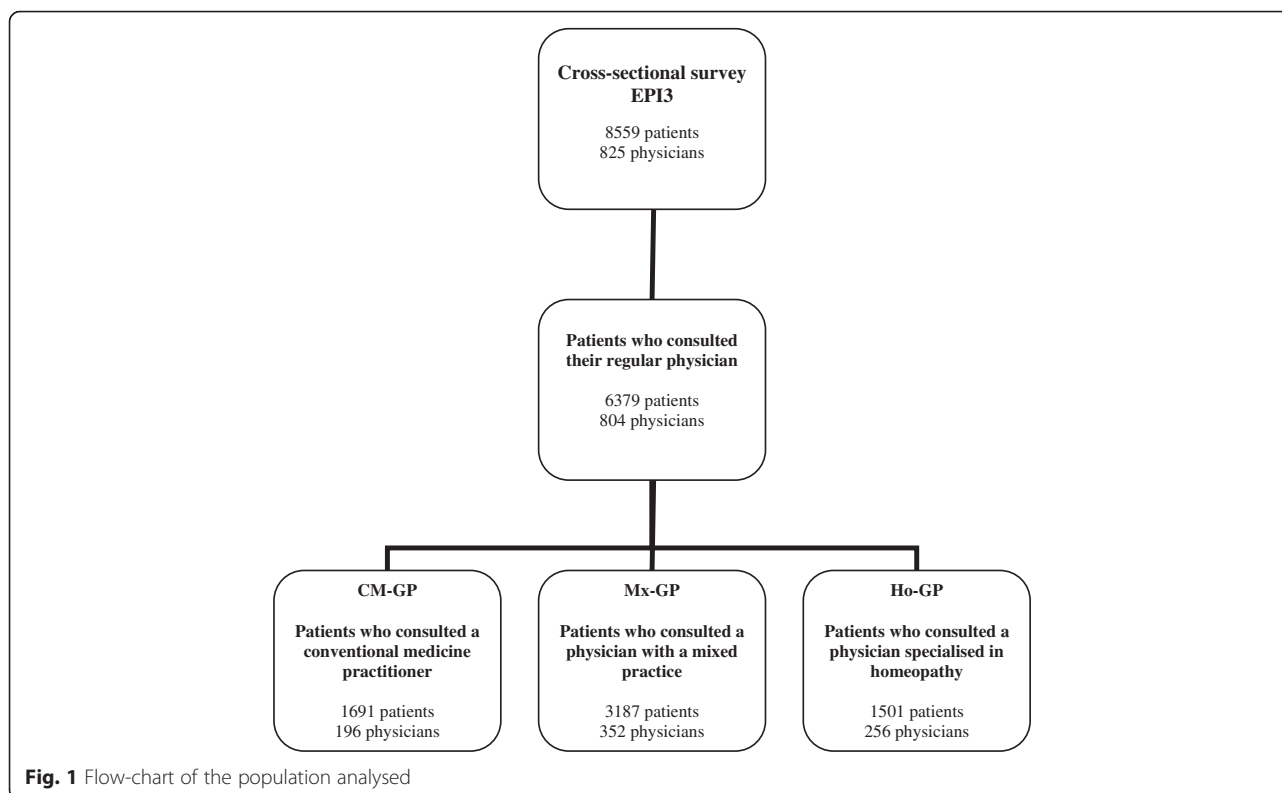 Cross-sectional survey
EPI3
8559 patients
825 physicians
Patients who consulted
their regular physician
6379 patients
804 physicians
CM-GP
Patients who consulted a
conventional medicine
practitioner
1691 patients
196 physicians
Mx-GP
Patients who consulted a
physician with a mixed
practice
3187 patients
352 physicians
Ho-GP
Patients who consulted a
physician specialised in
homeopathy
1501 patients
256 physicians
Fig. 1 Flow-chart of the population analysed